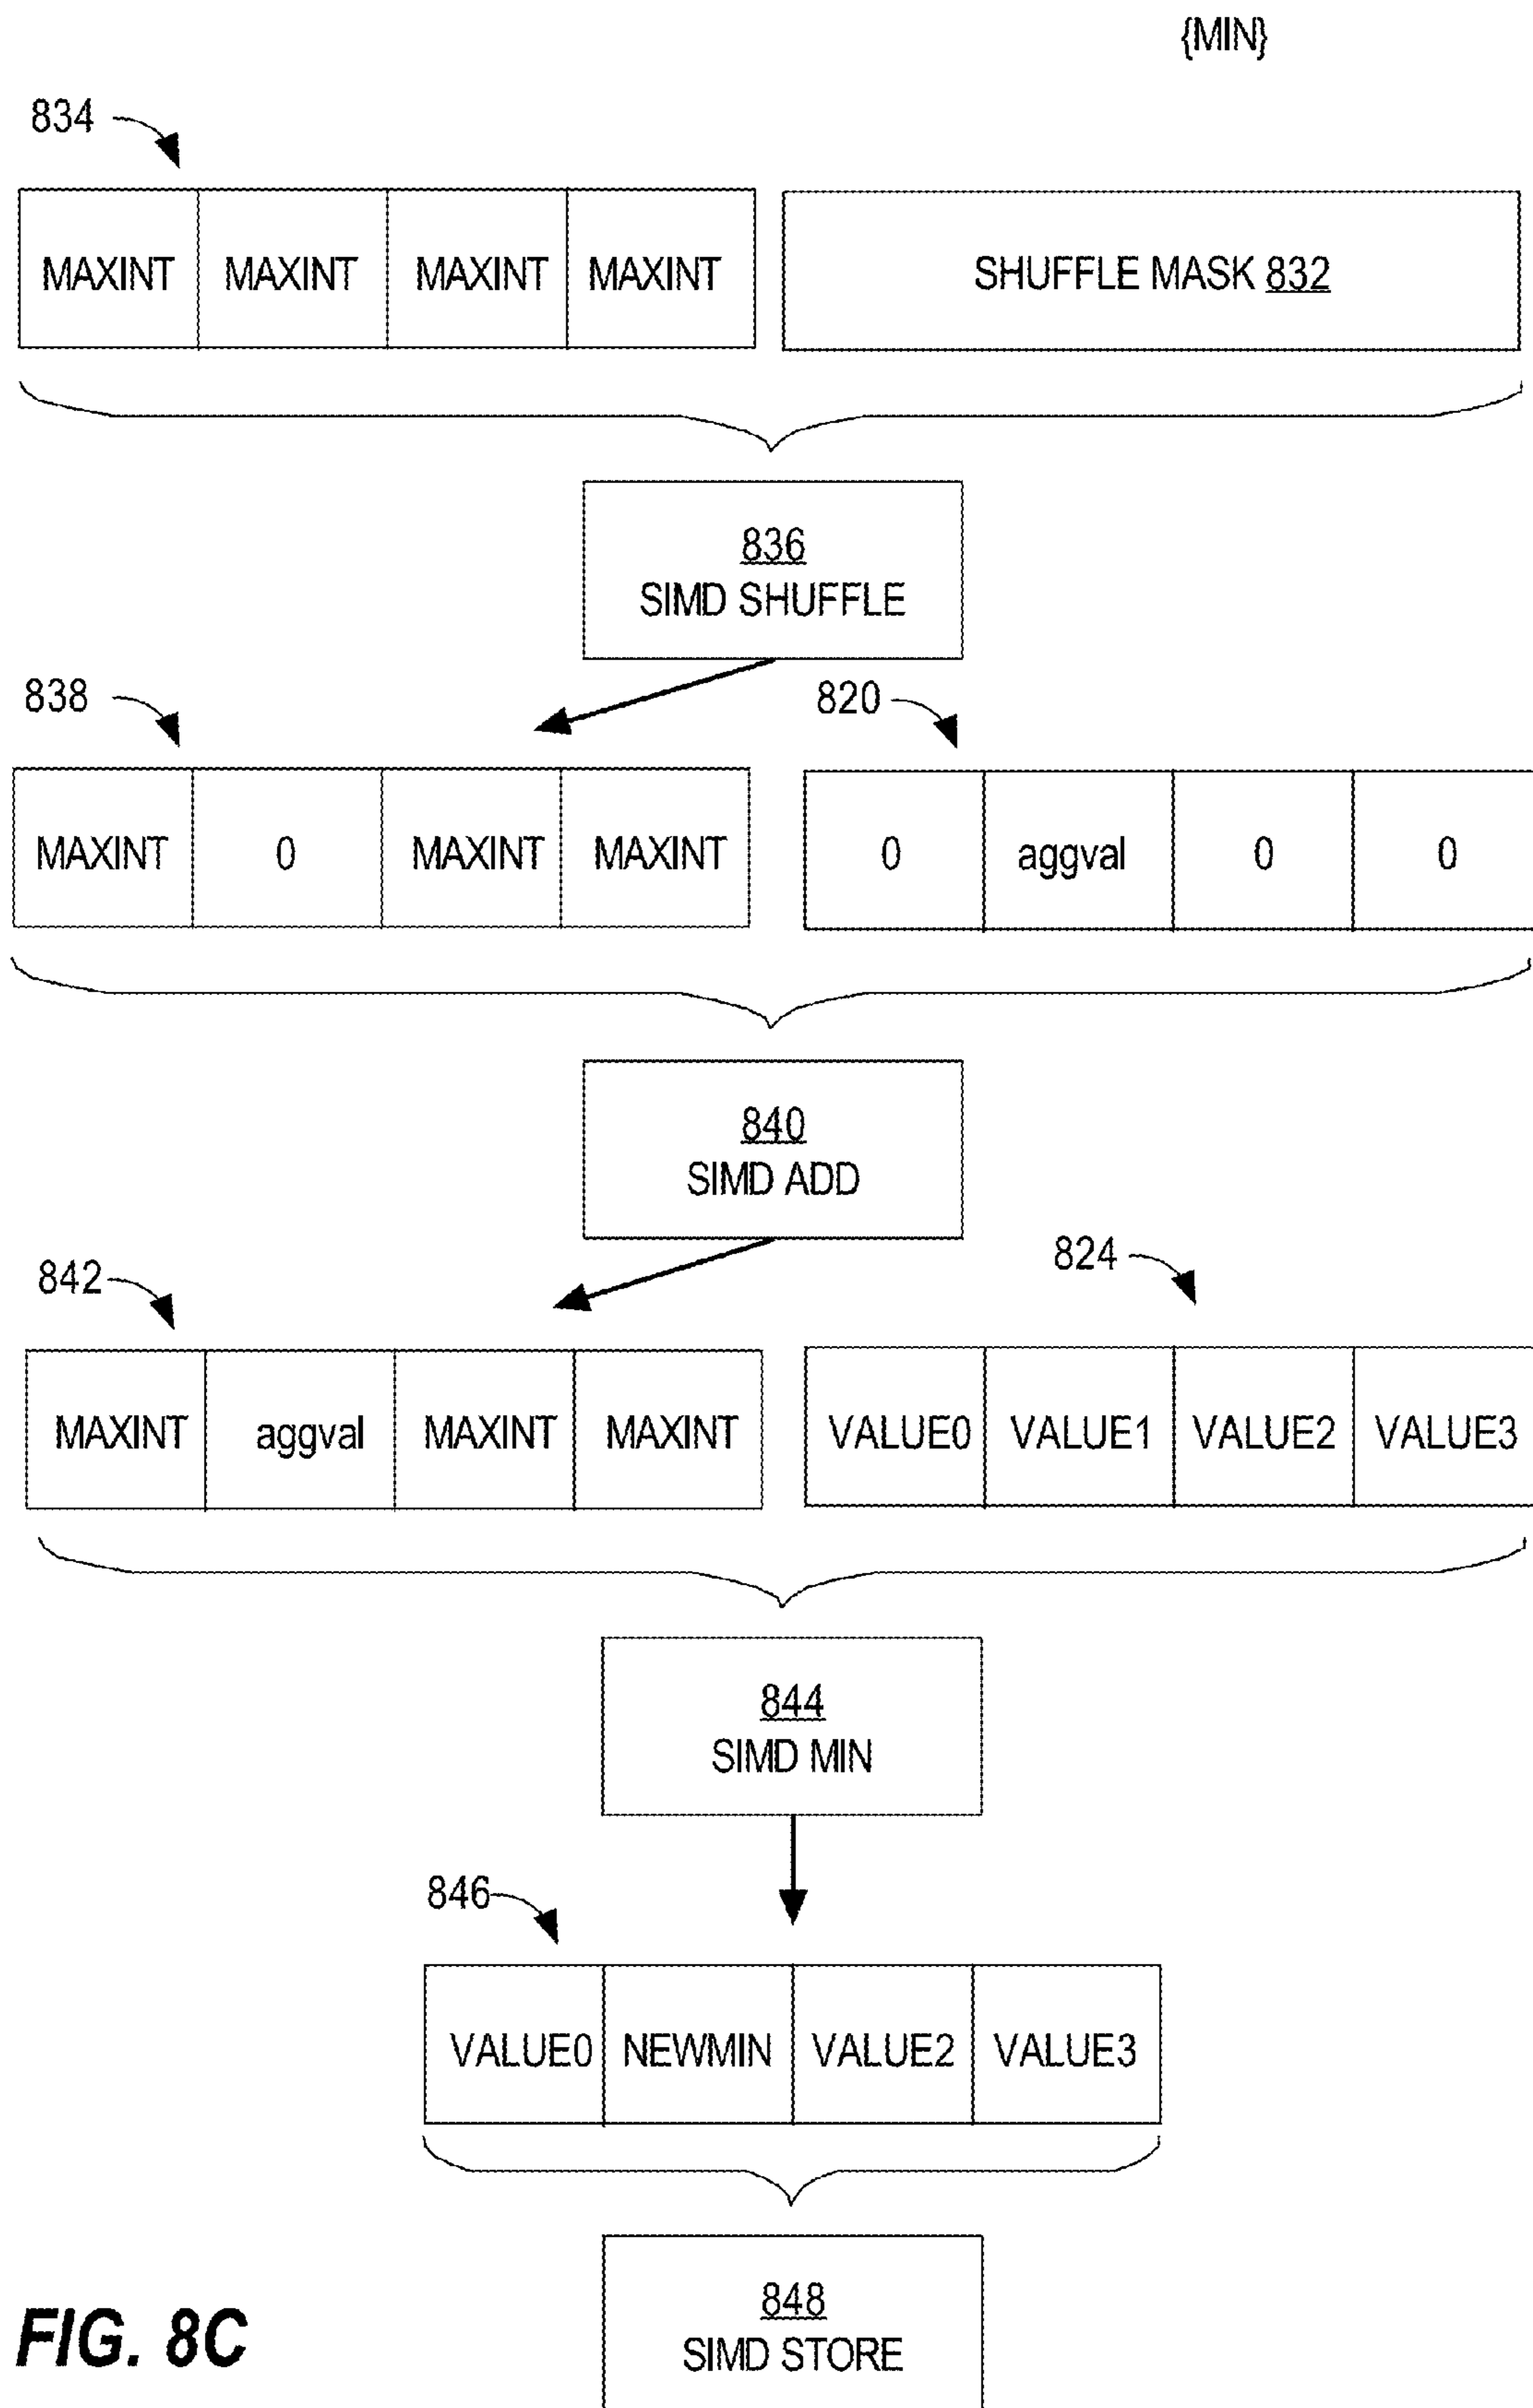 {MIN}
834
MAXINT MAXINT MAXINT MAXINT SHUFFLE MASK 832
836
SIMD SHUFFLE
838 820
MAXINT 0 MAXINT MAXINT 0 aggval 0 0
840
SIMD ADD
842 824
MAXINT aggval MAXINT MAXINT VALUE0 VALUE1 VALUE2 VALUE3
844
SIMD MIN
846
VALUE0 NEWMIN VALUE2 VALUE3
848
SIMD STORE
FIG. 8C